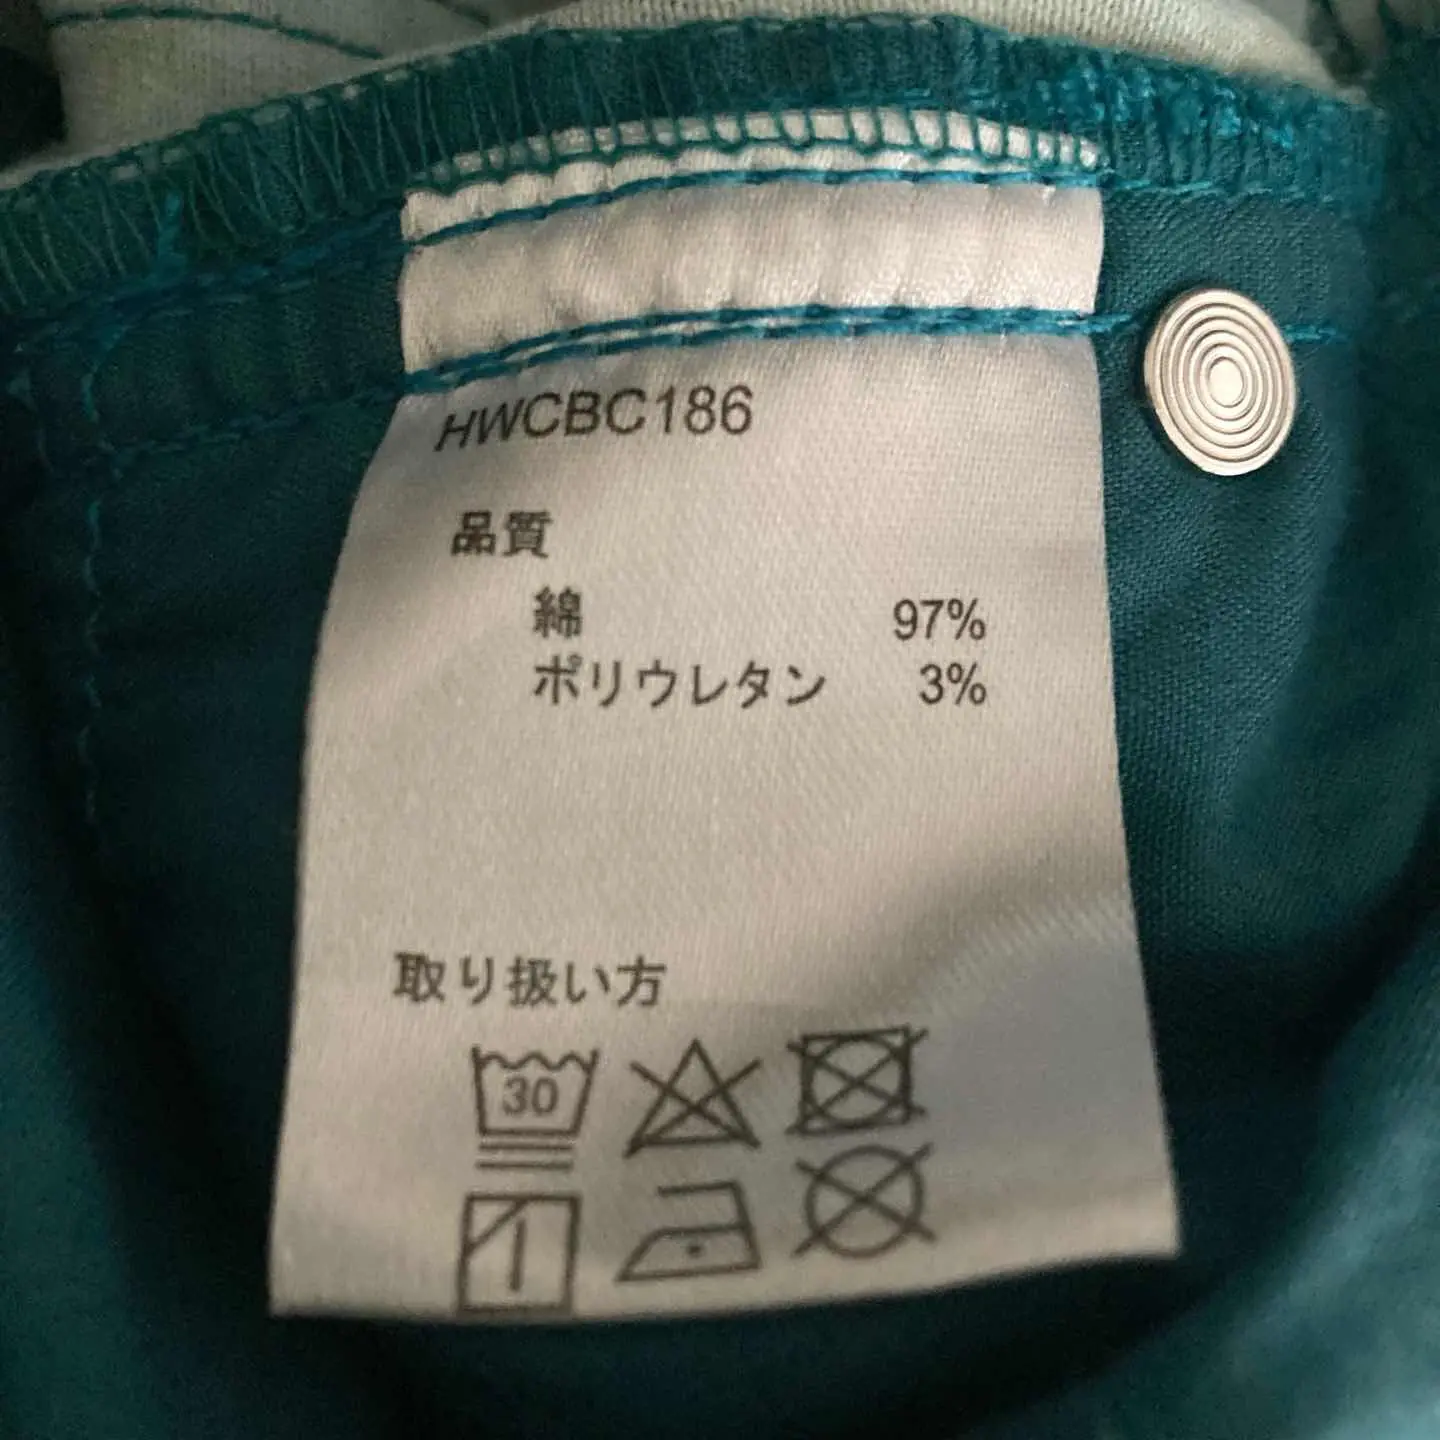 HWCBC186
品質
綿 97%
ポリウレタン 3%
取り扱い方
30